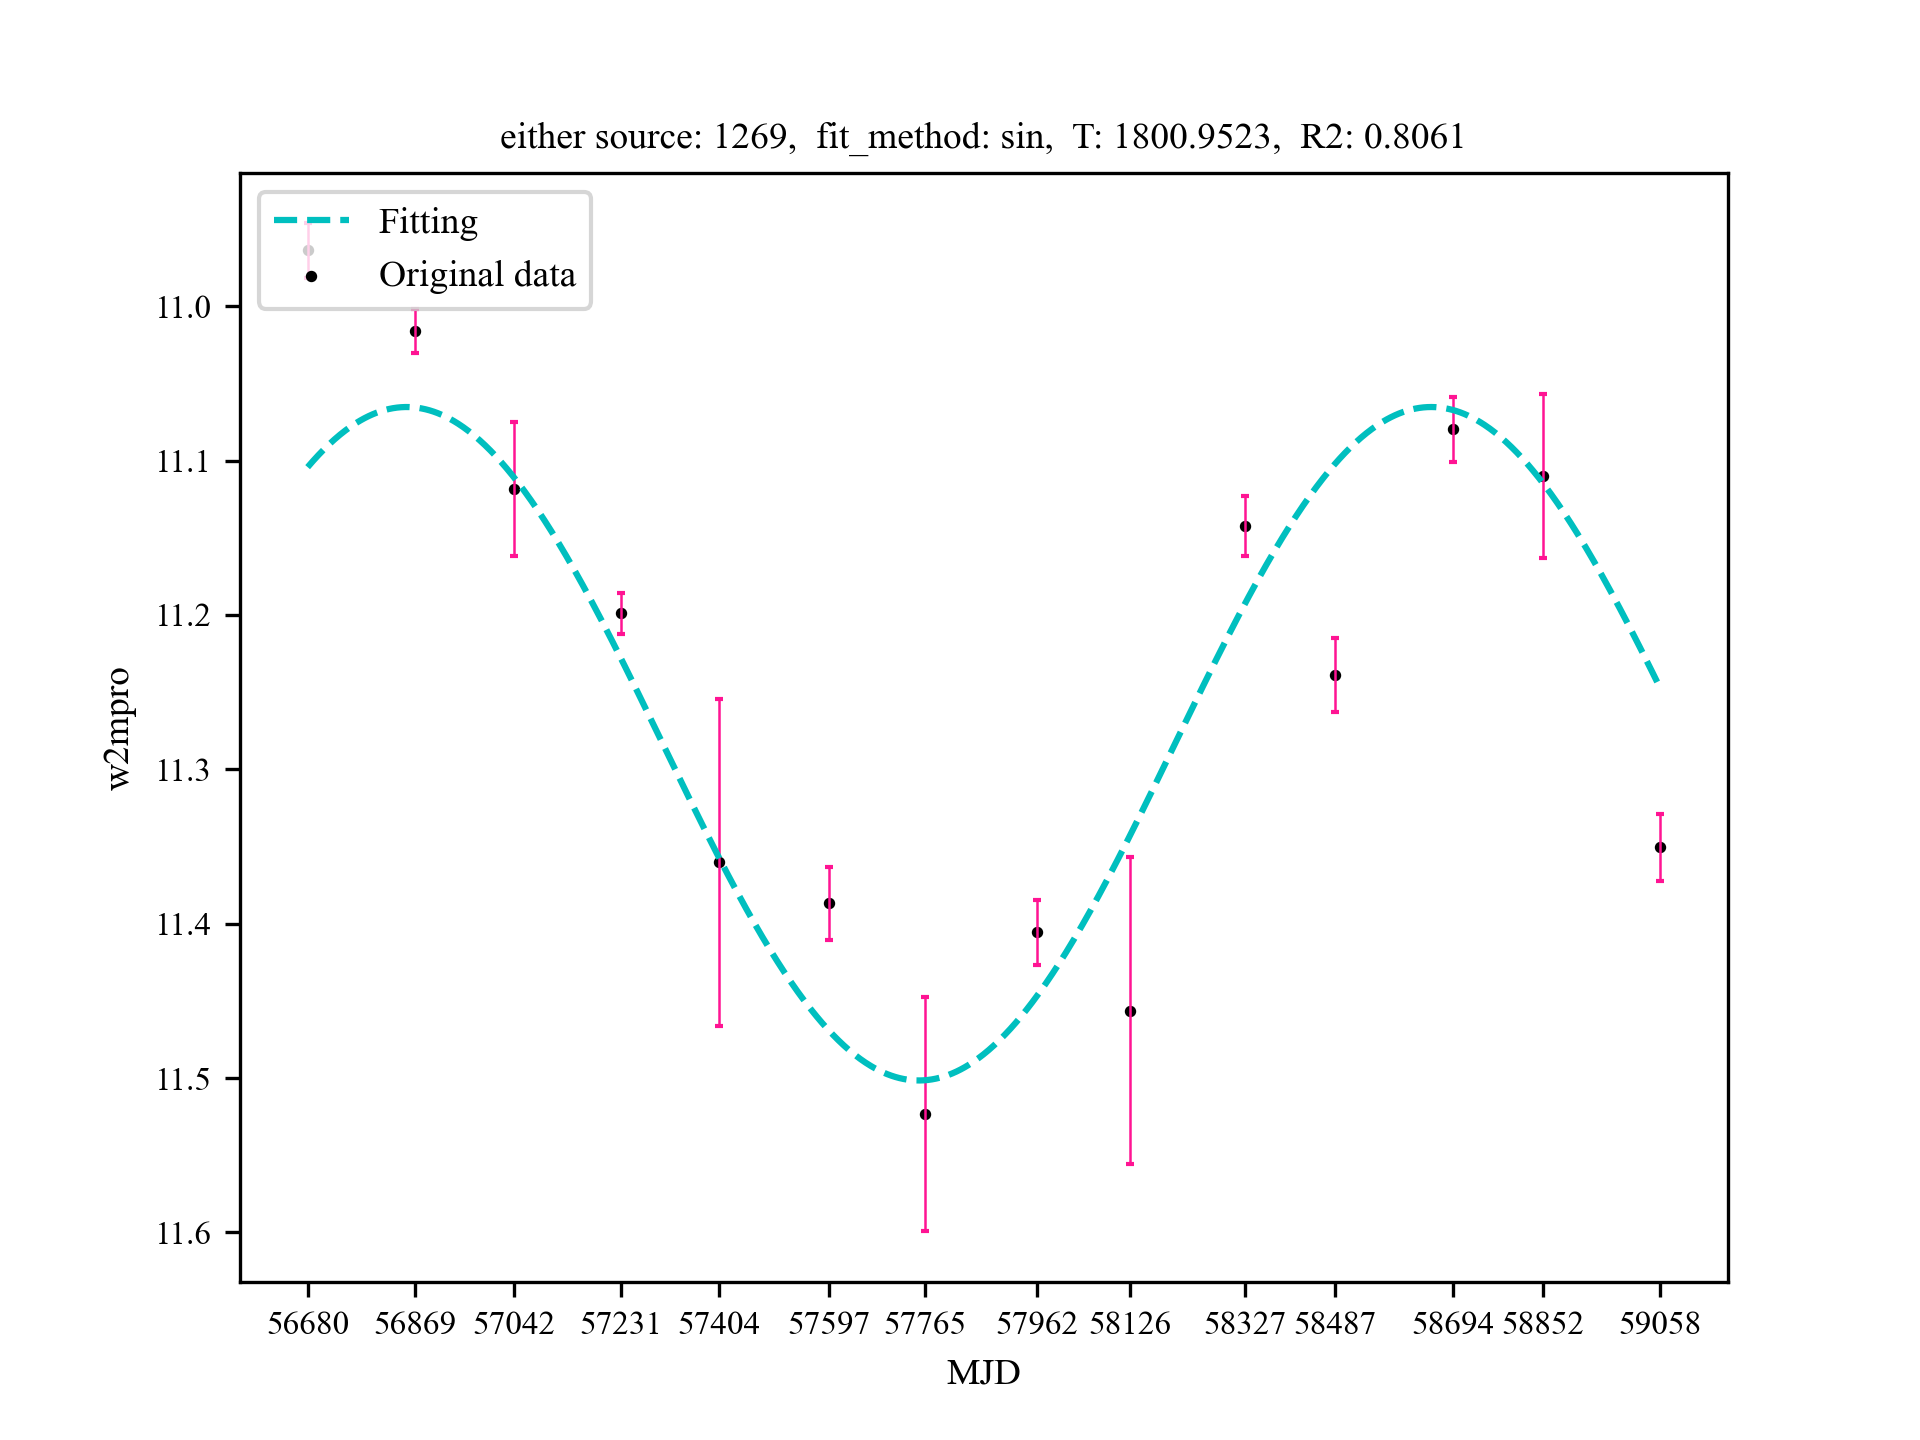 either source: 1269, fit_method: sin, T: 1800.9523, R2: 0.8061
Fitting
Original data
11.0
11.1
11.2
11.3
11.4
11.5
11.6
w2mpro
56680 56869 57042 57231 57404 57597 57765 57962 58126 58327 58487 58694 58852 59058
MJD